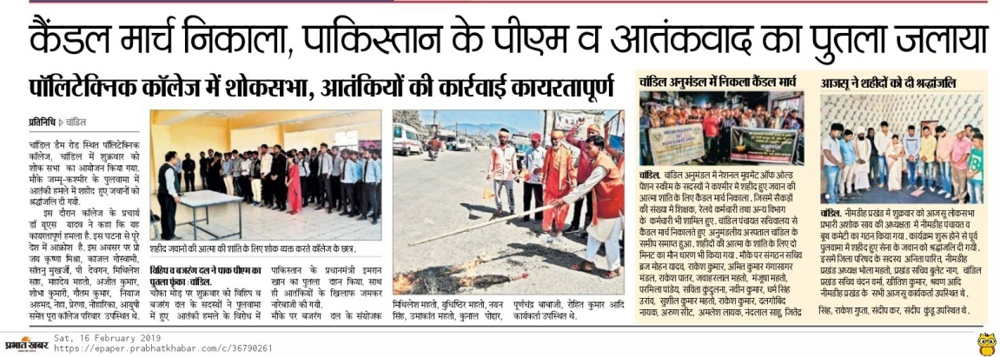 कैंडल मार्च निकाला, पाकिस्तान के पीएम व आतंकवाद का पुतला जलाया
पॉलिटेक्निक कॉलेज में शोकसभा, आतंकियों की कार्रवाई कायरतापूर्ण
प्रतिनिधि ▷ चांडिल
चांडिल डैम रोड स्थित पॉलिटेक्निक
कॉलेज, चांडिल में शुक्रवार को
शोक सभा का आयोजन किया गया.
मौके जम्मू-कश्मीर के पुलवामा में
आतंकी हमले में शहीद हुए जवानों को
श्रद्धांजलि दी गयी.
इस दौरान कॉलेज के प्रचार्य
डॉ यूएस यादव ने कहा कि यह
कायरतापूर्ण हमला है. इस घटना से पूरे
देश में आक्रोश है. इस अवसर पर प्रो
जय कृष्णा मिश्रा, काजल गोस्वामी,
सांतनु मुखर्जी, पी देवगन, मिथिलेश
साह, महादेव महतो, अजीत कुमार,
शोभा कुमारी, गौतम कुमार, नियाज
अहमद, नेहा, प्रेरणा, नीहारिका, आयुषी
समेत पूरा कॉलेज परिवार उपस्थित थे.
शहीद जवानों की आत्मा की शांति के लिए शोक व्यक्त करते कॉलेज के छात्र.
विहिप व बजरंग दल ने पाक पीएम का
पुतला फूंका : चांडिल.
चौका मोड़ पर शुक्रवार को विहिप व
बजरंग दल के सदस्यों ने पुलवामा
में हुए आतंकी हमले के विरोध में
पाकिस्तान के प्रधानमंत्री इमरान
खान का पुतला दहन किया. साथ
ही आतंकियों के खिलाफ जमकर
नारेबाजी की गयी.
मौके पर बजरंग दल के संयोजक
मिथिलेश महतो, युधिष्ठिर महतो, नयन
सिंह, उमाकांत महतो, कुनाल पोद्दार,
पूर्णचंद्र बाबाजी, रोहित कुमार आदि
कार्यकर्ता उपस्थित थे.
चांडिल अनुमंडल में निकला कैंडल मार्च
INDIAN RAILWAY
चांडिल. चांडिल अनुमंडल में नेशनल मूवमेंट ऑफ ओल्ड
पेंशन स्कीम के सदस्यों ने कश्मीर में शहीद हुए जवान की
आत्मा शांति के लिए कैंडल मार्च निकाला. जिसमें सैकड़ों
की संख्या में शिक्षक, रेलवे कर्मचारी तथा अन्य विभाग
के कर्मचारी भी शामिल हुए. चांडिल पंचायत सचिवालय से
कैंडल मार्च निकालते हुए अनुमंडलीय अस्पताल चांडिल के
समीप समाप्त हुआ. शहीदों की आत्मा के शांति के लिए दो
मिनट का मौन धारण भी किया गया. मौके पर संगठन सचिव
ब्रज मोहन यादव, राकेश कुमार, अमित कुमार गंगासागर
मंडल, राकेश पातर, जवाहरलाल महतो, मंजूषा महतो,
परमिला पांडेय, सविता कुंदुलना, नवीन कुमार, धर्म सिंह
उरांव, सुशील कुमार महतो, राकेश कुमार, दलगोबिंद
नायक, अरुण सीट, अमलेश लायक, नंदलाल साहू, जितेंद्र
आजसू ने शहीदों को दी श्रद्धांजलि
चांडिल. नीमडीह प्रखंड में शुक्रवार को आजसू लोकसभा
प्रभारी अशोक साव की अध्यक्षता में नीमडीह पंचायत व
बूथ कमेटी का गठन किया गया. कार्यक्रम शुरू होने से पूर्व
पुलवामा में शहीद हुए सेना के जवान को श्रद्धांजलि दी गयी.
इसमें जिला परिषद के सदस्य अनिता पारित, नीमडीह
प्रखंड अध्यक्ष भोला महतो, प्रखंड सचिव बुलेट नाग, चांडिल
प्रखंड सचिव चंदन वर्मा, खीतिश कुमार, श्रवण आदि
नीमडीह प्रखंड के सभी आजसू कार्यकर्ता उपस्थित थे.
सिंह, राकेश गुप्ता, संदीप कर, संदीप कुंडू उपस्थित थे.
प्रभात खबर
Sat, 16 February 2019
https://epaper.prabhatkhabar.com/c/36790261